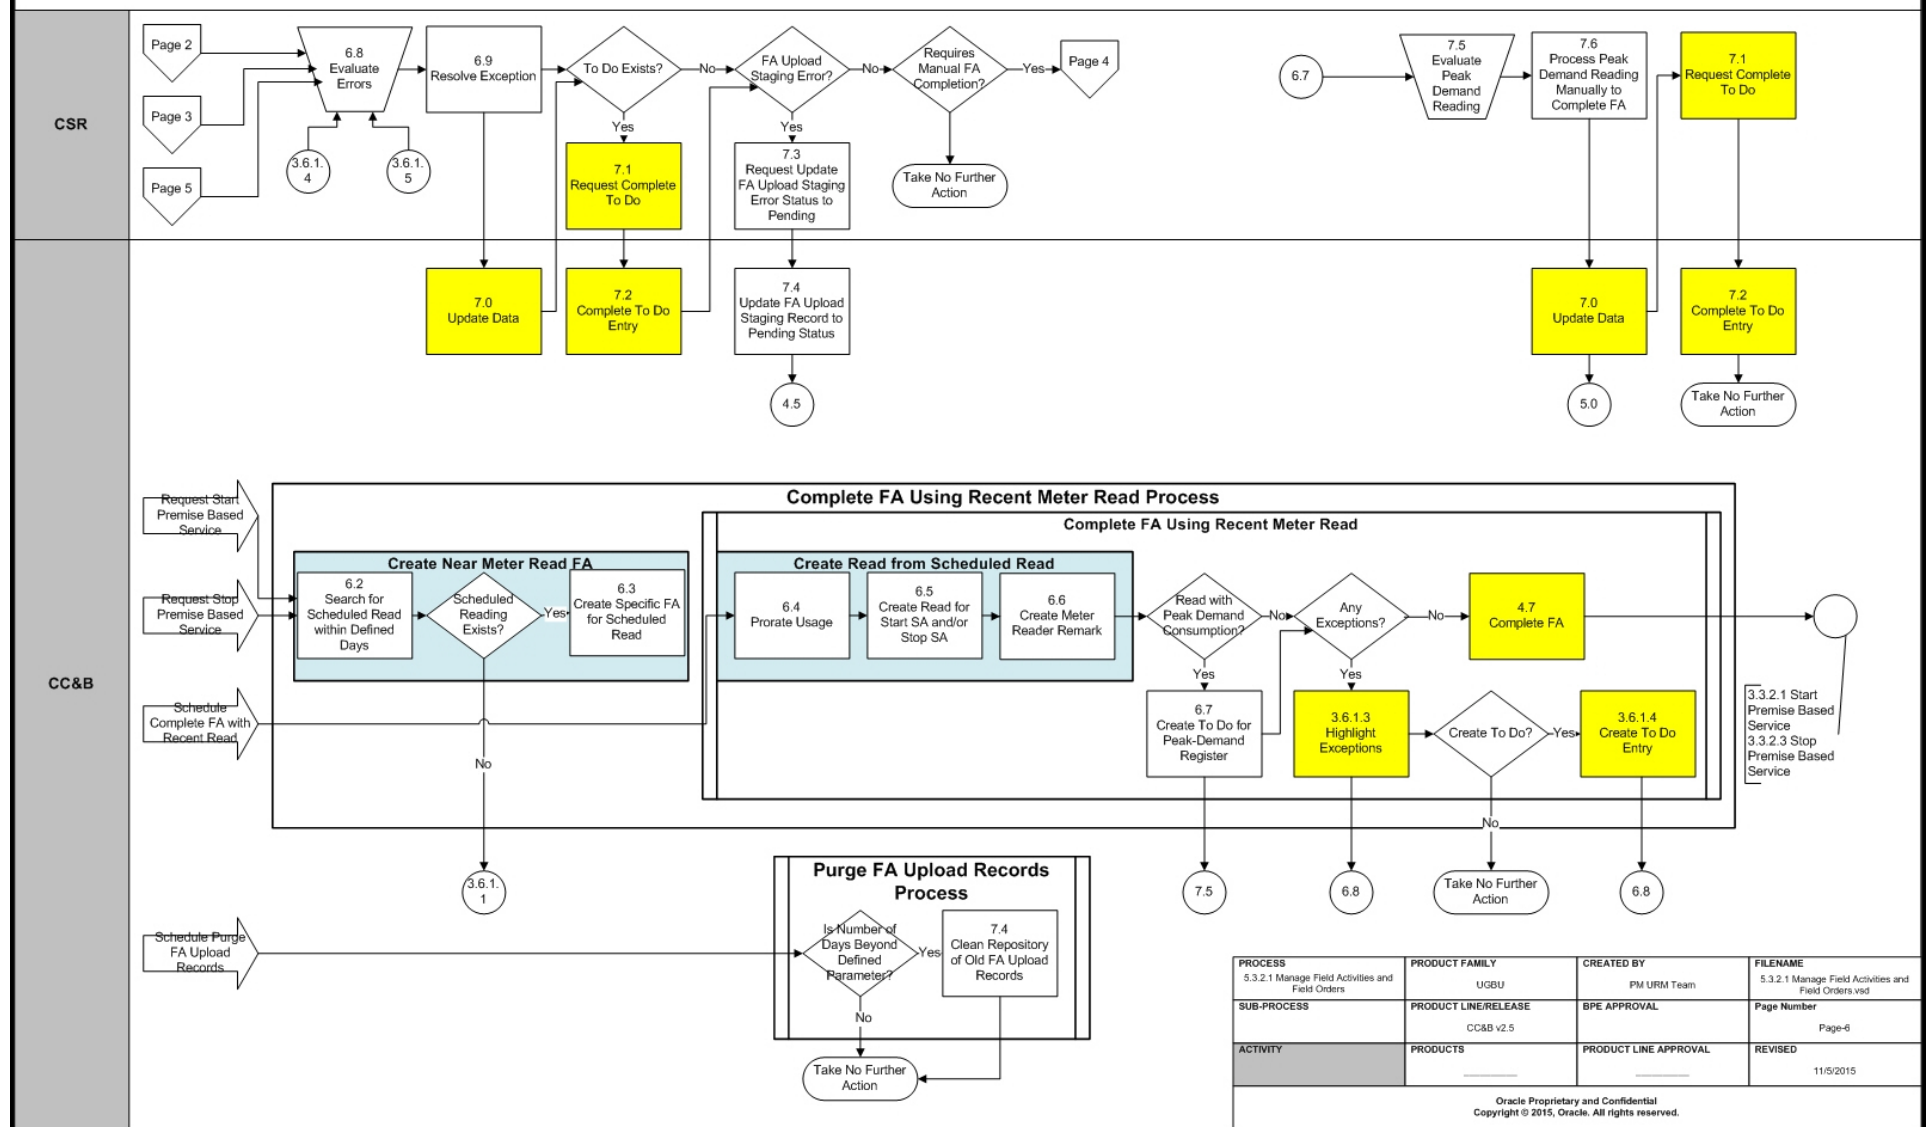 CSR
Page 2
Page 3
Page 5
6.8
Evaluate
Errors
3.6.1.
4
3.6.1.
5
6.9
Resolve Exception
To Do Exists?
No
Yes
7.1
Request Complete
To Do
FA Upload
Staging Error?
No
Yes
7.3
Request Update
FA Upload Staging
Error Status to
Pending
Requires
Manual FA
Completion?
Yes
Page 4
Take No Further
Action
6.7
7.5
Evaluate
Peak
Demand
Reading
7.6
Process Peak
Demand Reading
Manually to
Complete FA
7.1
Request Complete
To Do
CC&B
7.0
Update Data
7.2
Complete To Do
Entry
7.4
Update FA Upload
Staging Record to
Pending Status
4.5
7.0
Update Data
5.0
7.2
Complete To Do
Entry
Take No Further
Action
Request Start
Premise Based
Service
Request Stop
Premise Based
Service
Schedule
Complete FA with
Recent Read
Complete FA Using Recent Meter Read Process
Complete FA Using Recent Meter Read
Create Near Meter Read FA
6.2
Search for
Scheduled Read
within Defined
Days
Scheduled
Reading
Exists?
Yes
6.3
Create Specific FA
for Scheduled
Read
No
3.6.1.
1
Create Read from Scheduled Read
6.4
Prorate Usage
6.5
Create Read for
Start SA and/or
Stop SA
6.6
Create Meter
Reader Remark
Read with
Peak Demand
Consumption?
No
Yes
Any
Exceptions?
No
Yes
4.7
Complete FA
6.7
Create To Do for
Peak-Demand
Register
3.6.1.3
Highlight
Exceptions
Create To Do?
Yes
3.6.1.4
Create To Do
Entry
No
3.3.2.1 Start
Premise Based
Service
3.3.2.3 Stop
Premise Based
Service
7.5
6.8
Take No Further
Action
6.8
Schedule Purge
FA Upload
Records
Purge FA Upload Records
Process
Is Number of
Days Beyond
Defined
Parameter?
Yes
7.4
Clean Repository
of Old FA Upload
Records
No
Take No Further
Action
PROCESS
5.3.2.1 Manage Field Activities and
Field Orders
PRODUCT FAMILY
UGBU
CREATED BY
PM URM Team
FILENAME
5.3.2.1 Manage Field Activities and
Field Orders.vsd
SUB-PROCESS
PRODUCT LINE/RELEASE
CC&B v2.5
BPE APPROVAL
Page Number
Page-6
ACTIVITY
PRODUCTS
PRODUCT LINE APPROVAL
REVISED
11/5/2015
Oracle Proprietary and Confidential
Copyright © 2015, Oracle. All rights reserved.